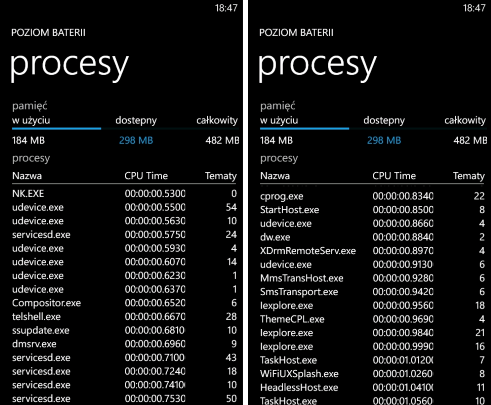 18:47
POZIOM BATERII
procesy
pamięć
w użyciu dostępny całkowity
184 MB 298 MB 482 MB
procesy
Nazwa CPU Time Tematy
NK.EXE 00:00:00.5300 0
udevice.exe 00:00:00.5500 54
udevice.exe 00:00:00.5630 10
servicesd.exe 00:00:00.5750 24
udevice.exe 00:00:00.5930 4
udevice.exe 00:00:00.6070 14
udevice.exe 00:00:00.6230 1
udevice.exe 00:00:00.6370 1
Compositor.exe 00:00:00.6520 6
telshell.exe 00:00:00.6670 28
ssupdate.exe 00:00:00.6810 10
dmsrv.exe 00:00:00.6960 9
servicesd.exe 00:00:00.7100 43
servicesd.exe 00:00:00.7240 18
servicesd.exe 00:00:00.7410 10
servicesd.exe 00:00:00.7530 50
18:47
POZIOM BATERII
procesy
pamięć
w użyciu dostępny całkowity
184 MB 298 MB 482 MB
procesy
Nazwa CPU Time Tematy
cprog.exe 00:00:00.8340 22
StartHost.exe 00:00:00.8500 8
udevice.exe 00:00:00.8660 4
dw.exe 00:00:00.8840 2
XDrmRemoteServ.exe 00:00:00.8970 4
udevice.exe 00:00:00.9130 6
MmsTransHost.exe 00:00:00.9280 6
SmsTransport.exe 00:00:00.9420 6
Iexplore.exe 00:00:00.9560 18
ThemeCPL.exe 00:00:00.9690 4
Iexplore.exe 00:00:00.9840 21
Iexplore.exe 00:00:00.9990 16
TaskHost.exe 00:00:01.0120 7
WiFiUXSplash.exe 00:00:01.0260 8
HeadlessHost.exe 00:00:01.0410 11
TaskHost.exe 00:00:01.0560 10